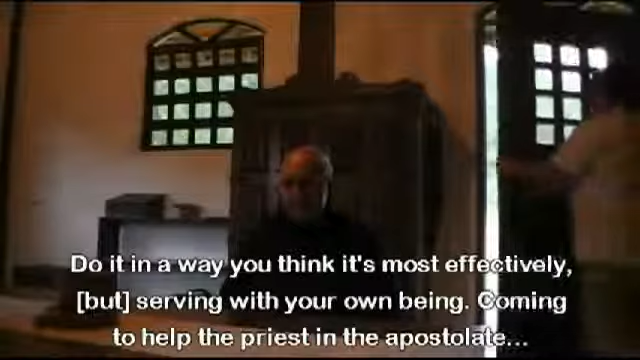 Do it in a way you think it's most effectively,
[but] serving with your own being. Coming
to help the priest in the apostolate...